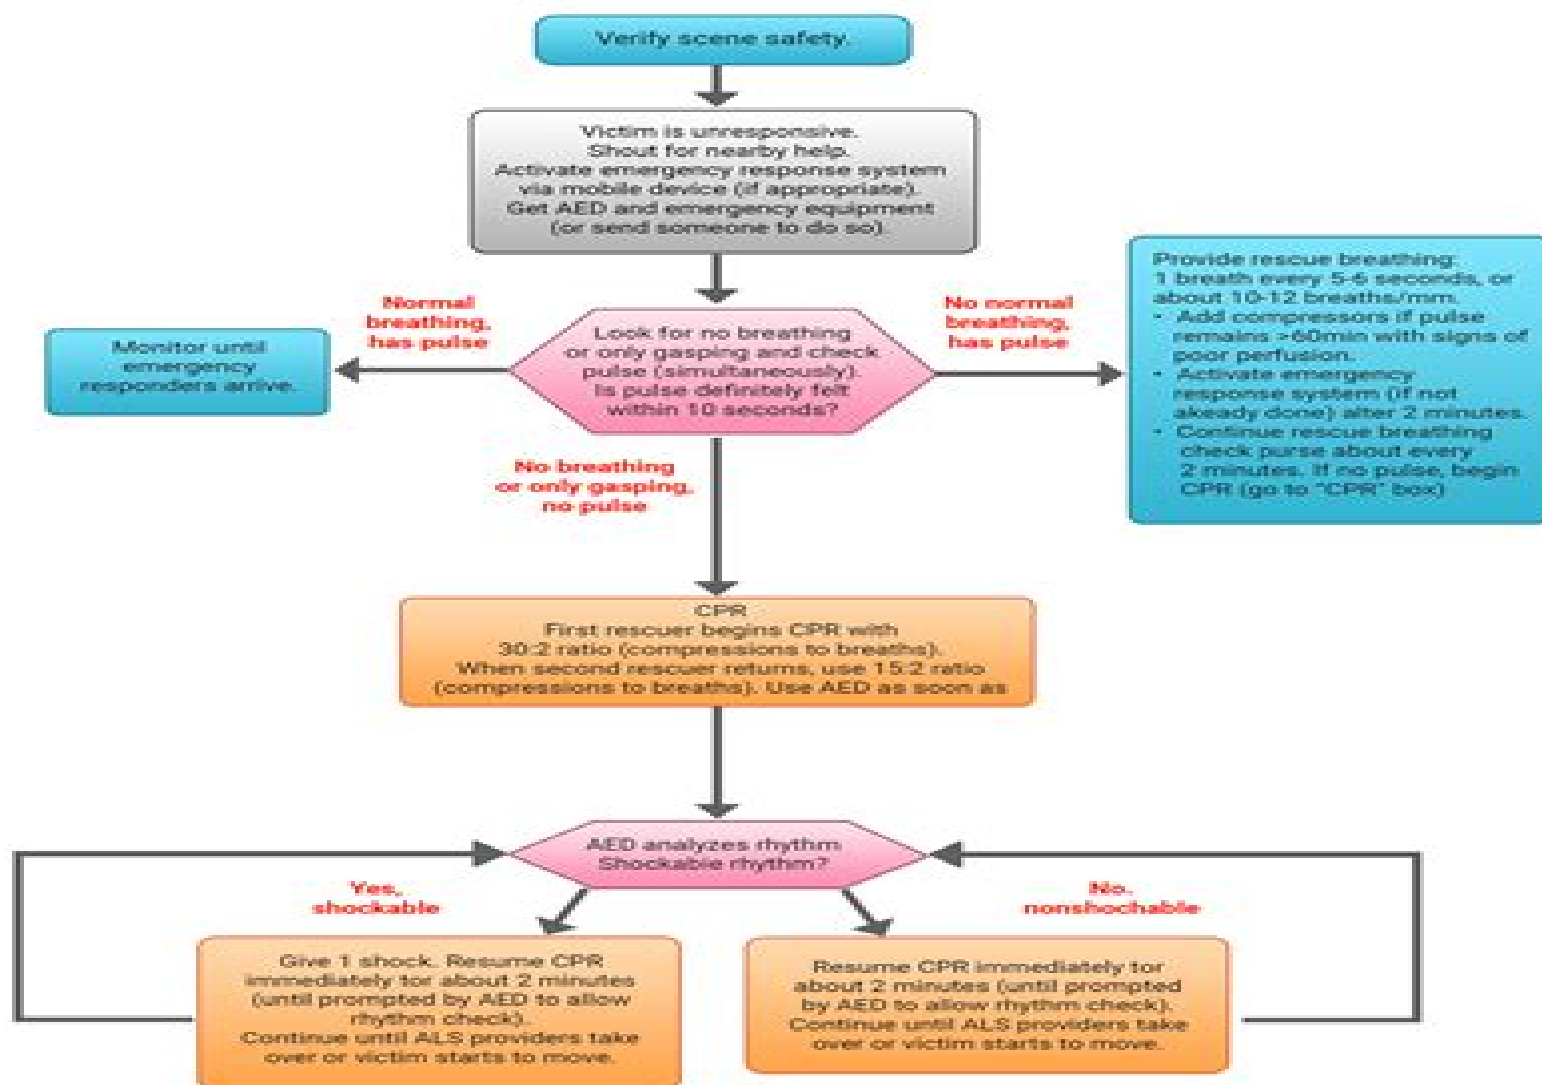 Verify scene safety.
Victim is unresponsive.
Shout for nearby help.
Activate emergency response system
via mobile device (if appropriate).
Get AED and emergency equipment
(or send someone to do so).
Normal
breathing,
has pulse
No normal
breathing,
has pulse
Monitor until
emergency
responders arrive.
Look for no breathing
or only gasping and check
pulse (simultaneously).
Is pulse definitely felt
within 10 seconds?
Provide rescue breathing:
1 breath every 5-6 seconds, or
about 10-12 breaths/mm.
• Add compressors if pulse
remains >60min with signs of
poor perfusion.
• Activate emergency
response system (if not
akeady done) alter 2 minutes.
• Continue rescue breathing
check purse about every
2 minutes. If no pulse, begin
CPR (go to "CPR" box)
No breathing
or only gasping,
no pulse
CPR
First rescuer begins CPR with
30:2 ratio (compressions to breaths).
When second rescuer returns, use 15:2 ratio
(compressions to breaths). Use AED as soon as
AED analyzes rhythm
Shockabie rhythm?
Yes,
shockable
No.
nonshochable
Give 1 shock. Resume CPR
immediately tor about 2 minutes
(until prompted by AED to allow
rhythm check).
Continue until ALS providers take
over or victim starts to move.
Resume CPR immediately tor
about 2 minutes (until prompted
by AED to allow rhythm check).
Continue until ALS providers take
over or victim starts to move.